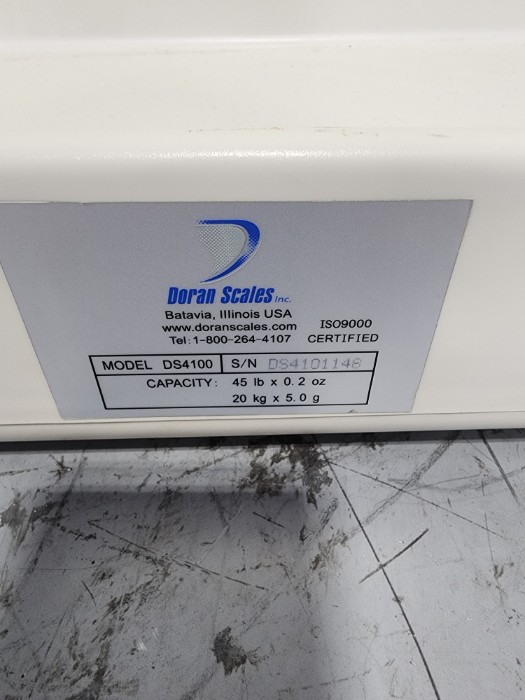 Doran Scales Inc.
Batavia, Illinois USA
www.doranscales.com
Tel:1-800-264-4107
ISO9000
CERTIFIED
MODEL DS4100 S/N DS4101148
CAPACITY: 45 lb x 0.2 oz
20 kg x 5.0 g